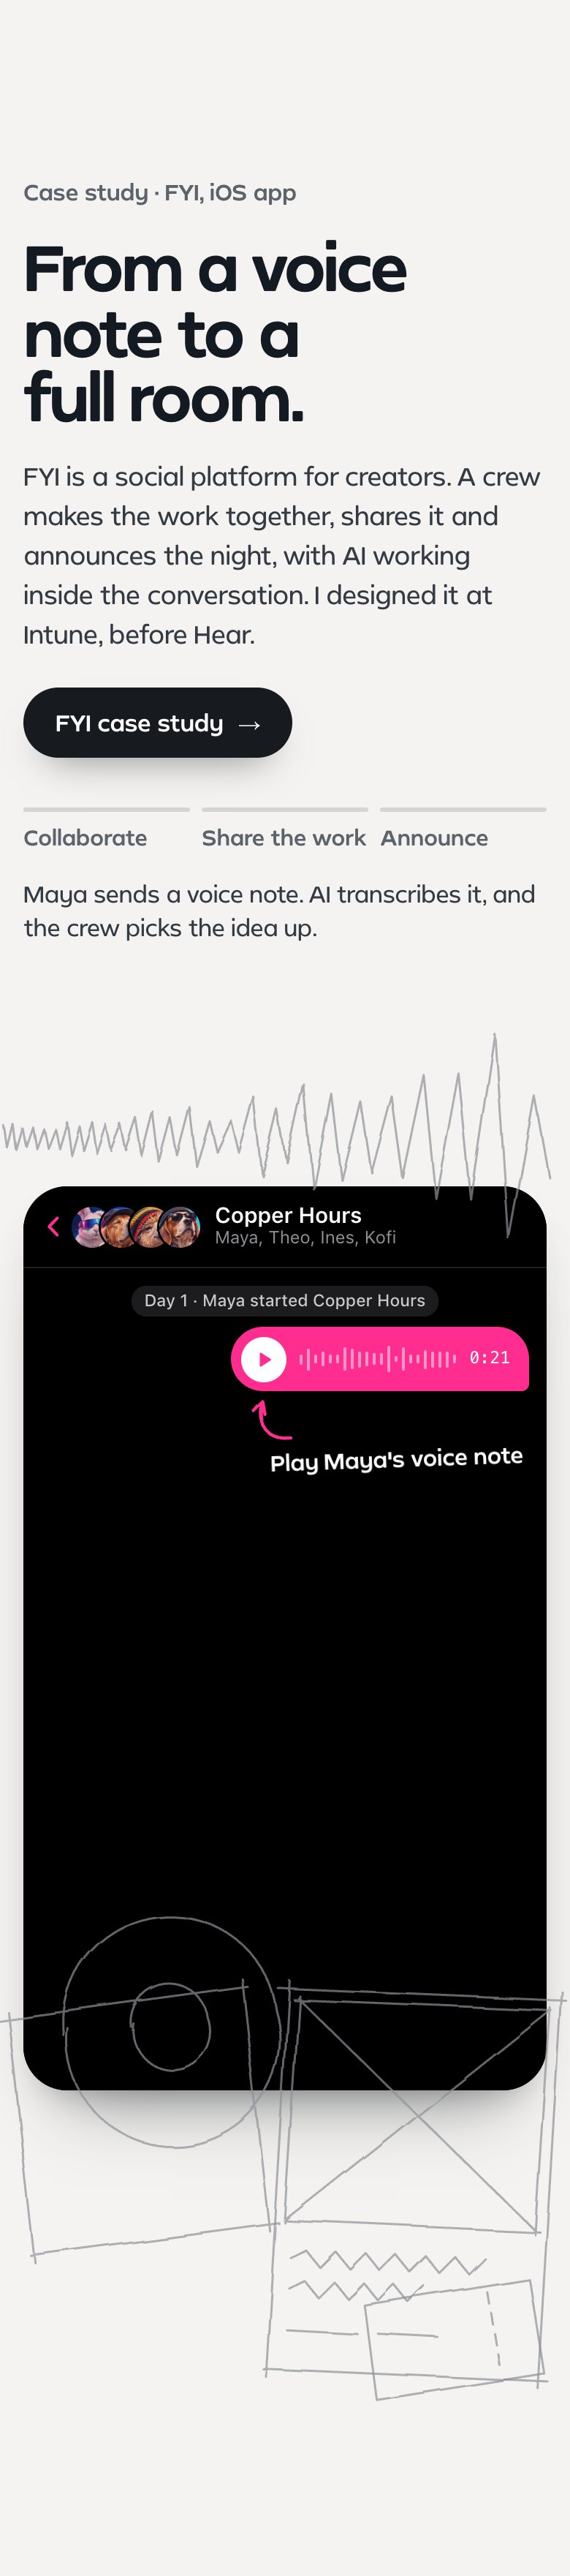 Case study · FYI, iOS app
From a voice
note to a
full room.
FYI is a social platform for creators. A crew
makes the work together, shares it and
announces the night, with AI working
inside the conversation. I designed it at
Intune, before Hear.
FYI case study →
Collaborate
Share the work
Announce
Maya sends a voice note. AI transcribes it, and
the crew picks the idea up.
Copper Hours
Maya, Theo, Ines, Kofi
Day 1 · Maya started Copper Hours
0:21
Play Maya's voice note